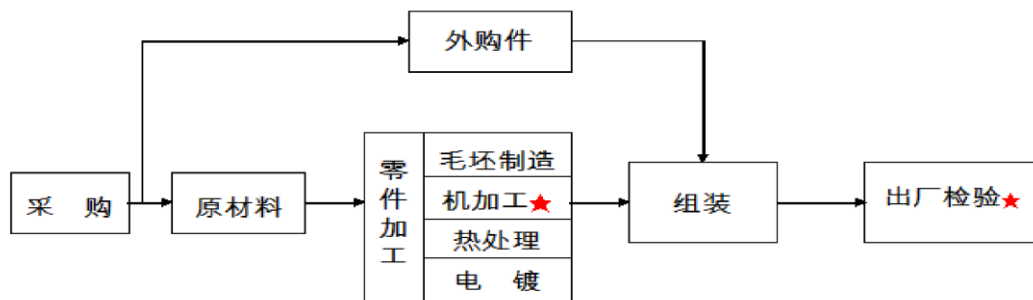 外购件
采 购
原材料
零件加工
毛坯制造
机加工★
热处理
电 镀
组装
出厂检验★